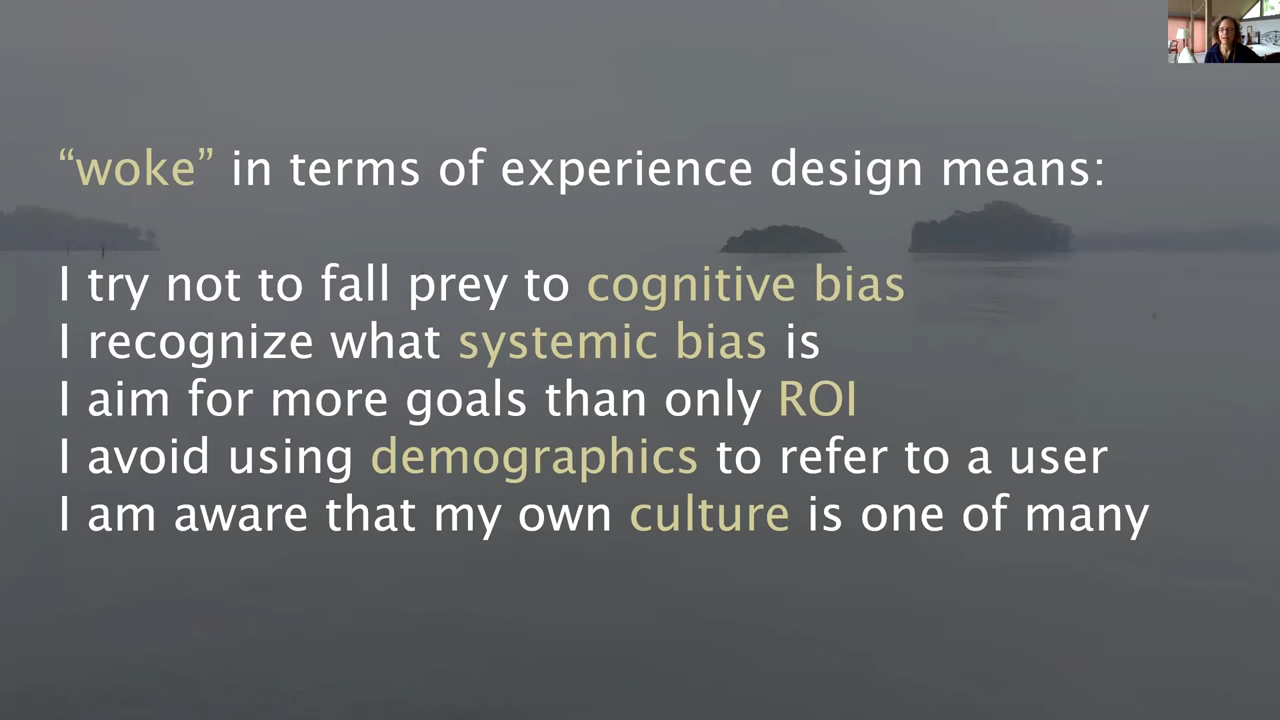 “woke” in terms of experience design means:
I try not to fall prey to cognitive bias
I recognize what systemic bias is
I aim for more goals than only ROI
I avoid using demographics to refer to a user
I am aware that my own culture is one of many